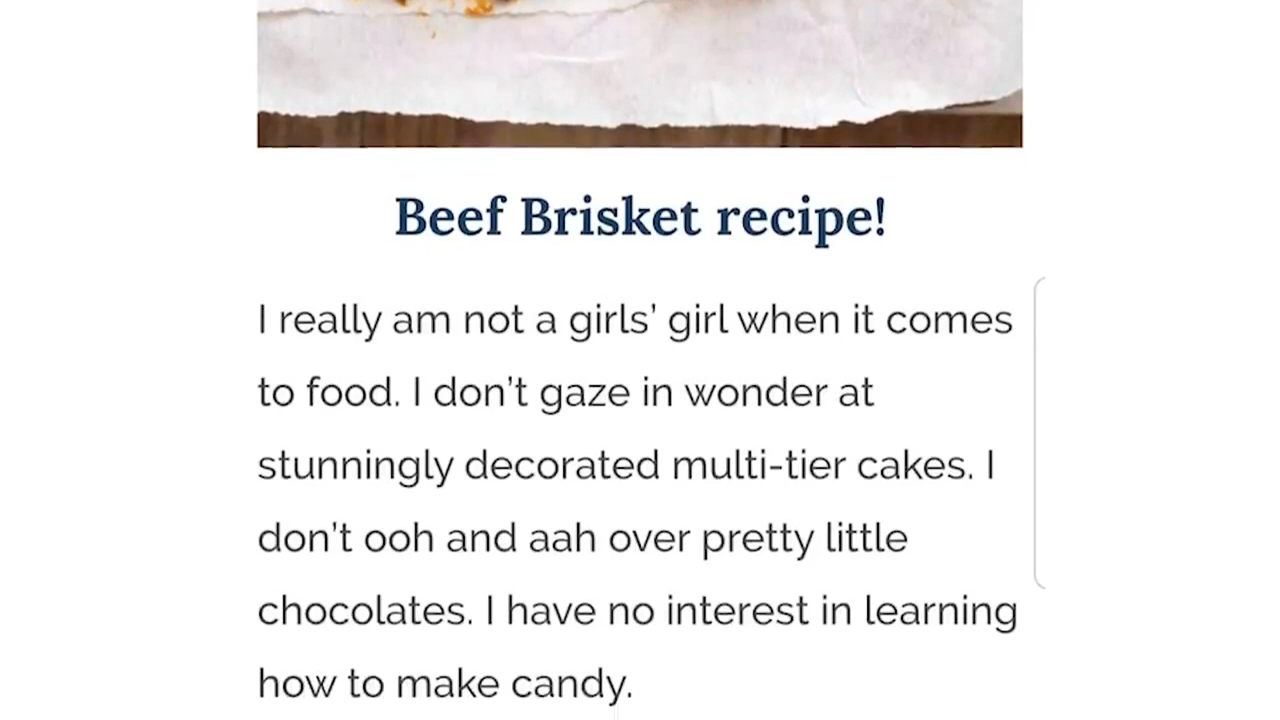 Beef Brisket recipe!
I really am not a girls’ girl when it comes
to food. I don’t gaze in wonder at
stunningly decorated multi-tier cakes. I
don’t ooh and aah over pretty little
chocolates. I have no interest in learning
how to make candy.